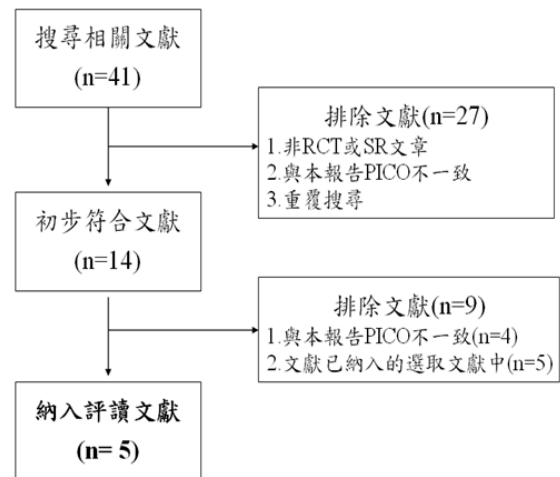 搜尋相關文獻
(n=41)
排除文獻(n=27)
1.非RCT或SR文章
2.與本報告PICO不一致
3.重覆搜尋
初步符合文獻
(n=14)
排除文獻(n=9)
1.與本報告PICO不一致(n=4)
2.文獻已納入的選取文獻中(n=5)
納入評讀文獻
(n= 5)